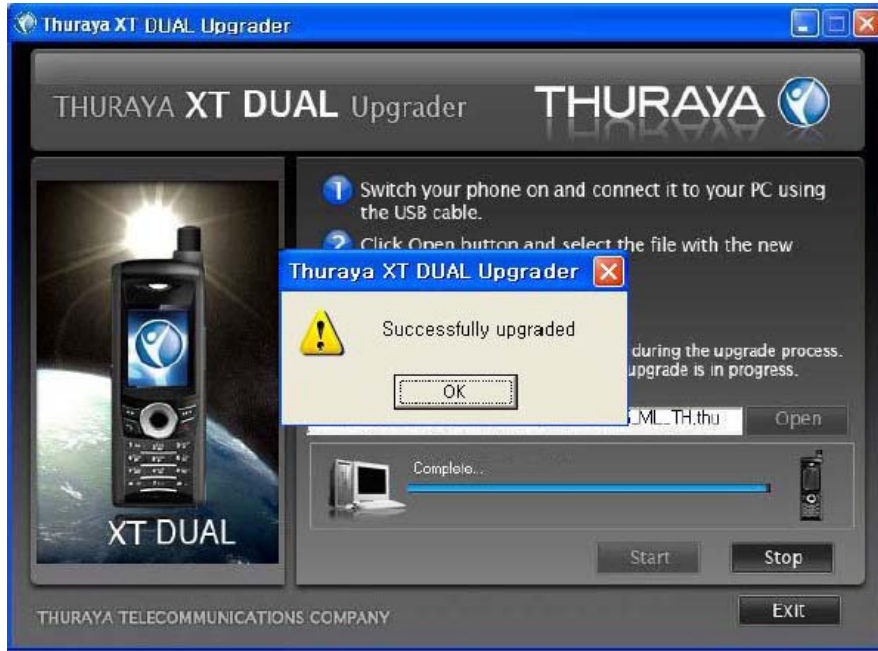 Thuraya XT DUAL Upgrader
THURAYA XT DUAL Upgrader
THURAYA
1 Switch your phone on and connect it to your PC using
the USB cable.
2 Click Open button and select the file with the new
Thuraya XT DUAL Upgrader
Successfully upgraded
OK
during the upgrade process.
upgrade is in progress.
_ML_TH.thu
Open
Complete...
XT DUAL
Start
Stop
THURAYA TELECOMMUNICATIONS COMPANY
Exit